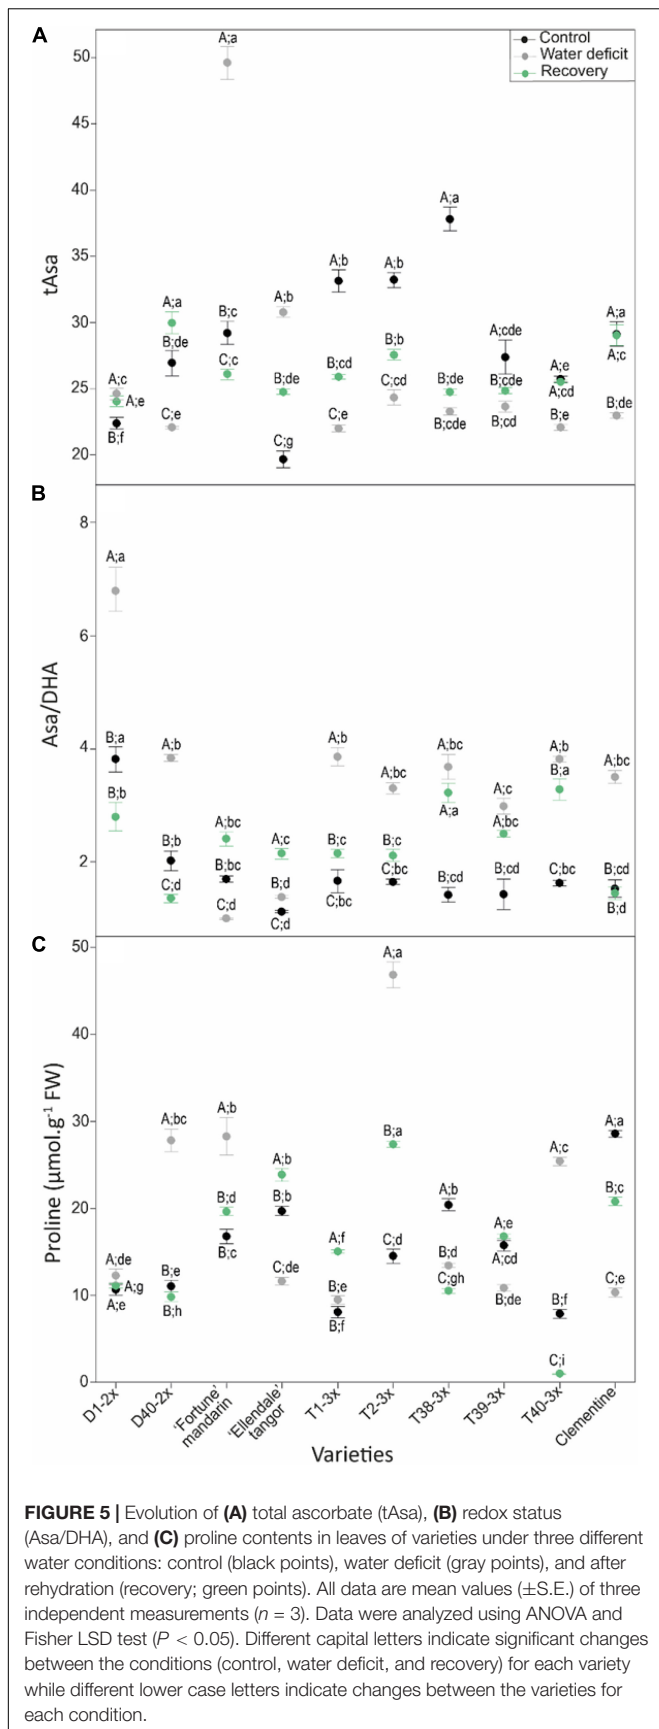 A
Control
Water deficit
Recovery
50
45
40
35
30
25
20
tAsa
A;c
A;e
B;f
A;a
B;de
C;e
A;a
B;c
C;c
A;b
B;de
C;g
A;b
B;cd
C;e
A;b
B;b
C;cd
A;a
B;de
B;cde
A;cde
B;cde
B;cd
A;e
A;cd
B;e
A;a
A;c
B;de
B
8
6
4
2
Asa/DHA
A;a
B;a
B;b
A;b
B;b
C;d
A;bc
B;bc
C;d
A;c
B;d
C;d
A;b
B;c
C;bc
A;bc
B;c
C;bc
A;bc
A;a
B;cd
A;c
A;bc
B;cd
A;b
B;a
C;bc
A;bc
B;cd
B;d
C
50
40
30
20
10
0
Proline (µmol.g⁻¹ FW)
A;de
A;g
A;e
A;bc
B;e
B;h
A;b
B;d
B;c
A;b
B;b
C;de
A;f
B;e
B;f
A;a
B;a
C;d
A;b
B;d
C;gh
A;e
A;cd
B;de
A;c
B;f
C;i
A;a
B;c
C;e
D1-2x
D40-2x
'Fortune'
mandarin
'Ellendale'
tangor
T1-3x
T2-3x
T38-3x
T39-3x
T40-3x
Clementine
Varieties
FIGURE 5 | Evolution of (A) total ascorbate (tAsa), (B) redox status
(Asa/DHA), and (C) proline contents in leaves of varieties under three different
water conditions: control (black points), water deficit (gray points), and after
rehydration (recovery; green points). All data are mean values (±S.E.) of three
independent measurements (n = 3). Data were analyzed using ANOVA and
Fisher LSD test (P < 0.05). Different capital letters indicate significant changes
between the conditions (control, water deficit, and recovery) for each variety
while different lower case letters indicate changes between the varieties for
each condition.